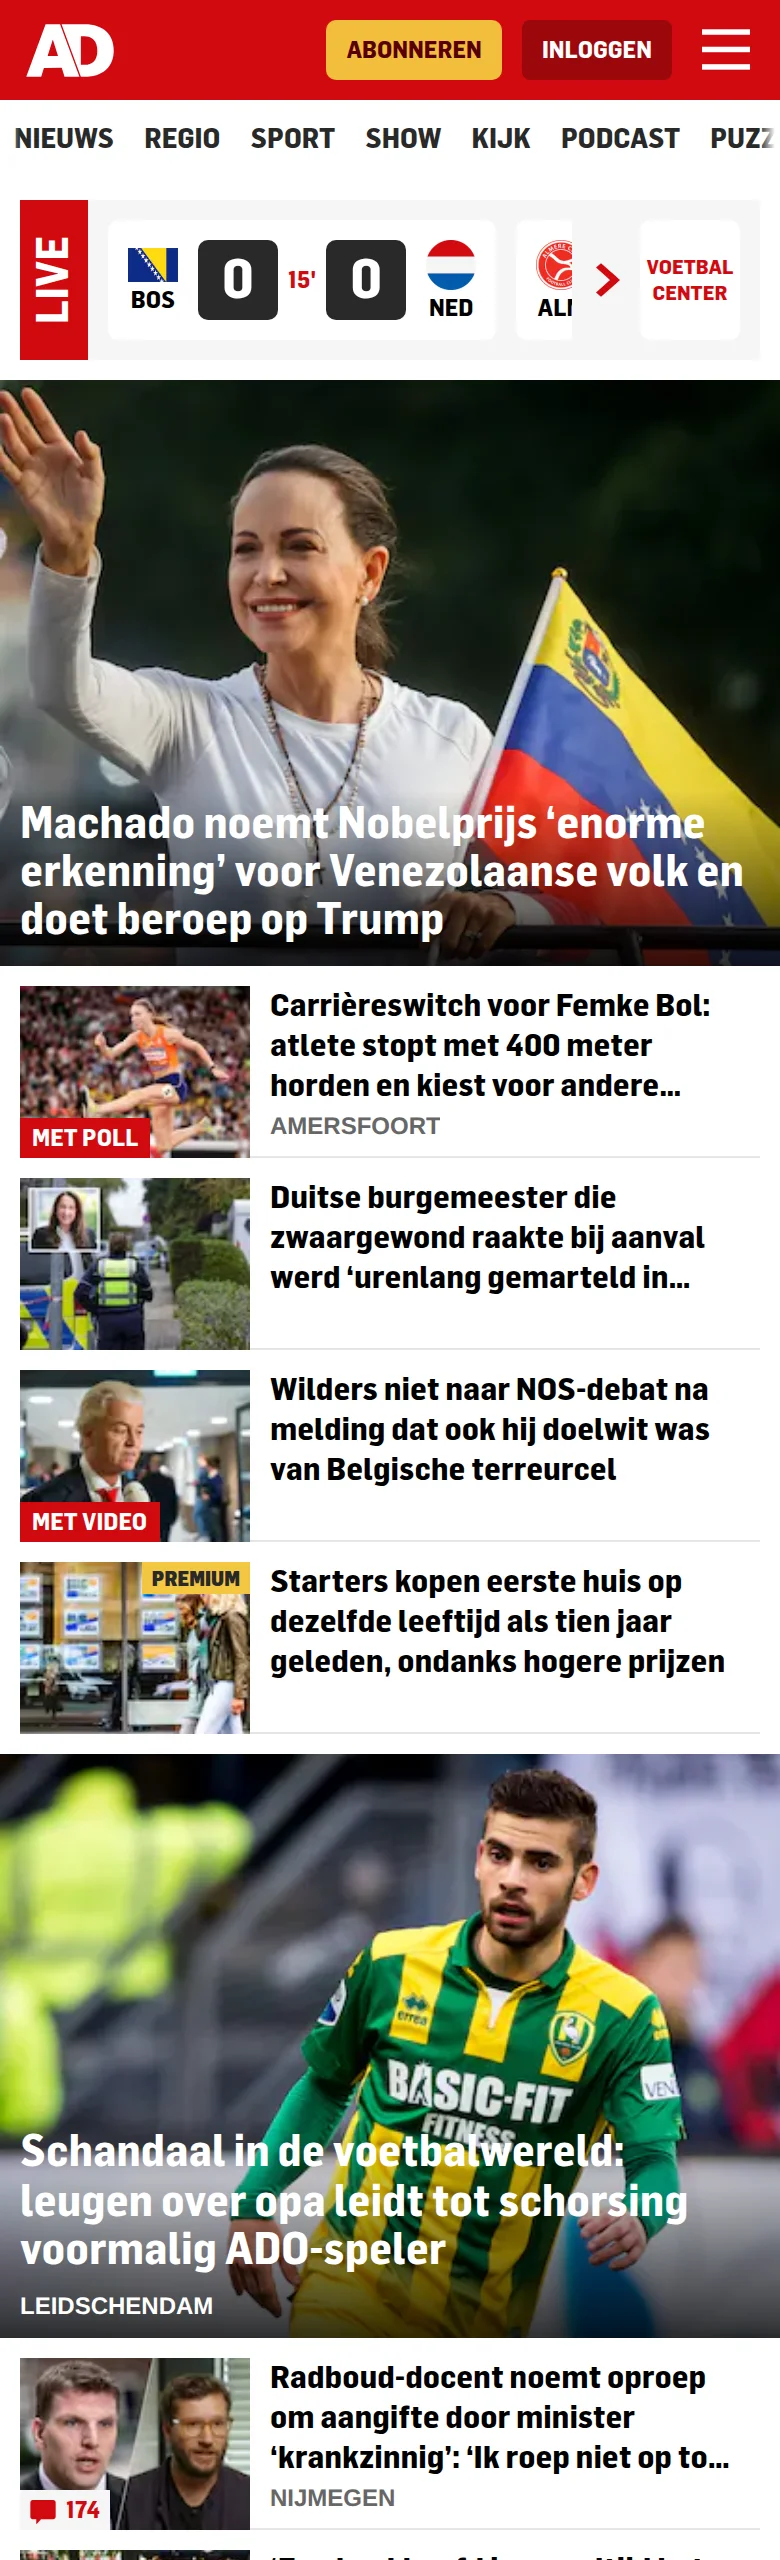 AD
ABONNEREN
INLOGGEN
NIEUWS REGIO SPORT SHOW KIJK PODCAST PUZZ
LIVE
BOS
0
15'
0
NED
ALM
VOETBAL
CENTER
Machado noemt Nobelprijs ‘enorme
erkenning’ voor Venezolaanse volk en
doet beroep op Trump
MET POLL
Carrièreswitch voor Femke Bol:
atlete stopt met 400 meter
horden en kiest voor andere...
AMERSFOORT
Duitse burgemeester die
zwaargewond raakte bij aanval
werd ‘urenlang gemarteld in...
MET VIDEO
Wilders niet naar NOS-debat na
melding dat ook hij doelwit was
van Belgische terreurcel
PREMIUM
Starters kopen eerste huis op
dezelfde leeftijd als tien jaar
geleden, ondanks hogere prijzen
errea
BASIC-FIT
FITNESS
Schandaal in de voetbalwereld:
leugen over opa leidt tot schorsing
voormalig ADO-speler
LEIDSCHENDAM
174
Radboud-docent noemt oproep
om aangifte door minister
‘krankzinnig’: ‘Ik roep niet op to...
NIJMEGEN